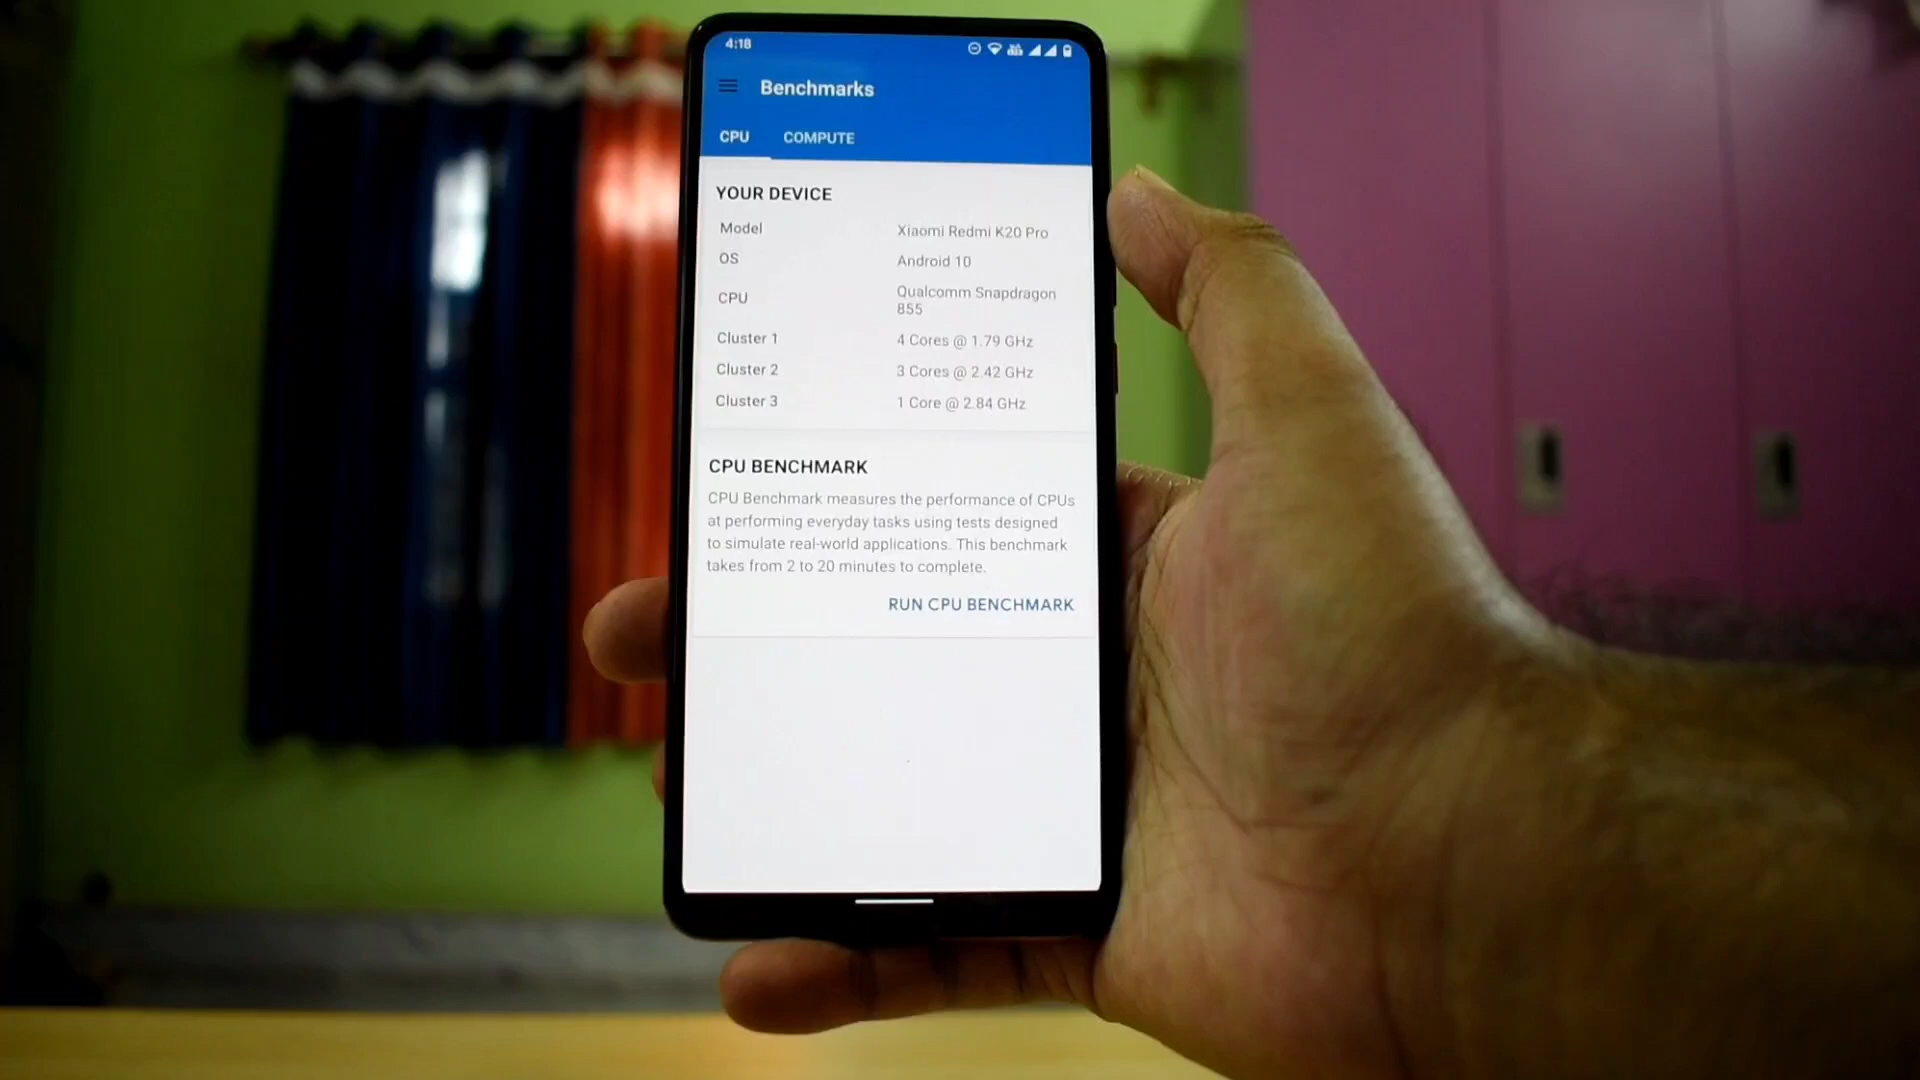 4:18
Benchmarks
CPU COMPUTE
YOUR DEVICE
Model Xiaomi Redmi K20 Pro
OS Android 10
CPU Qualcomm Snapdragon
855
Cluster 1 4 Cores @ 1.79 GHz
Cluster 2 3 Cores @ 2.42 GHz
Cluster 3 1 Core @ 2.84 GHz
CPU BENCHMARK
CPU Benchmark measures the performance of CPUs
at performing everyday tasks using tests designed
to simulate real-world applications. This benchmark
takes from 2 to 20 minutes to complete.
RUN CPU BENCHMARK